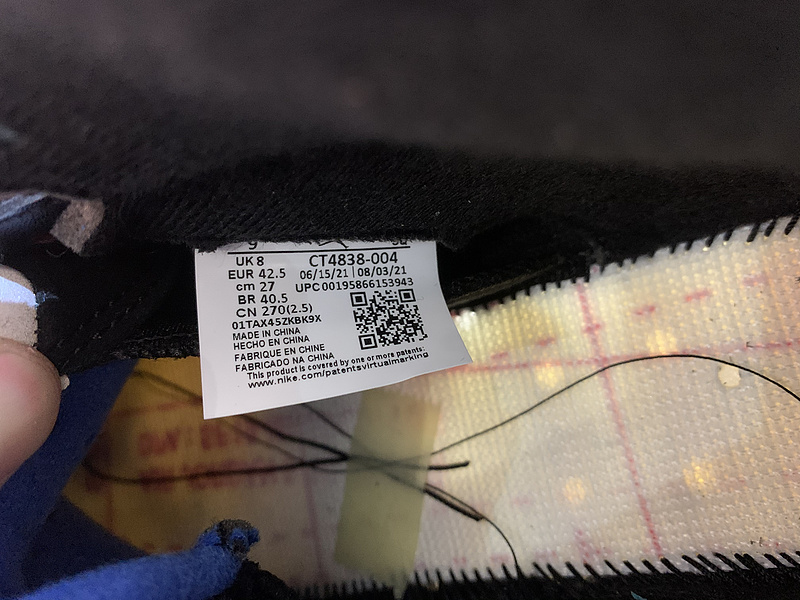 UK 8 CT4838-004
EUR 42.5 06/15/21 | 08/03/21
cm 27 UPC 00195866153943
BR 40.5
CN 270(2.5)
01TAX45ZKBK9X
MADE IN CHINA
HECHO EN CHINA
FABRIQUE EN CHINE
FABRICADO NA CHINA
This product is covered by one or more patents:
www.nike.com/patentsvirtualmarking